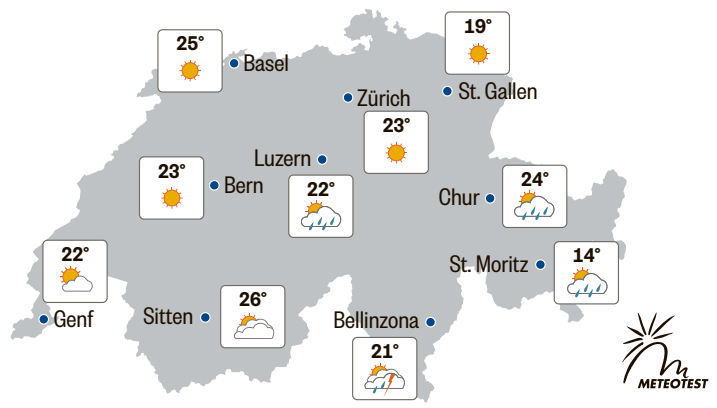 19°
25°
Basel
St. Gallen
Zürich
23°
Luzern
23°
Bern
22°
Chur
24°
22°
Genf
St. Moritz
14°
Sitten
26°
Bellinzona
21°
METEOTEST